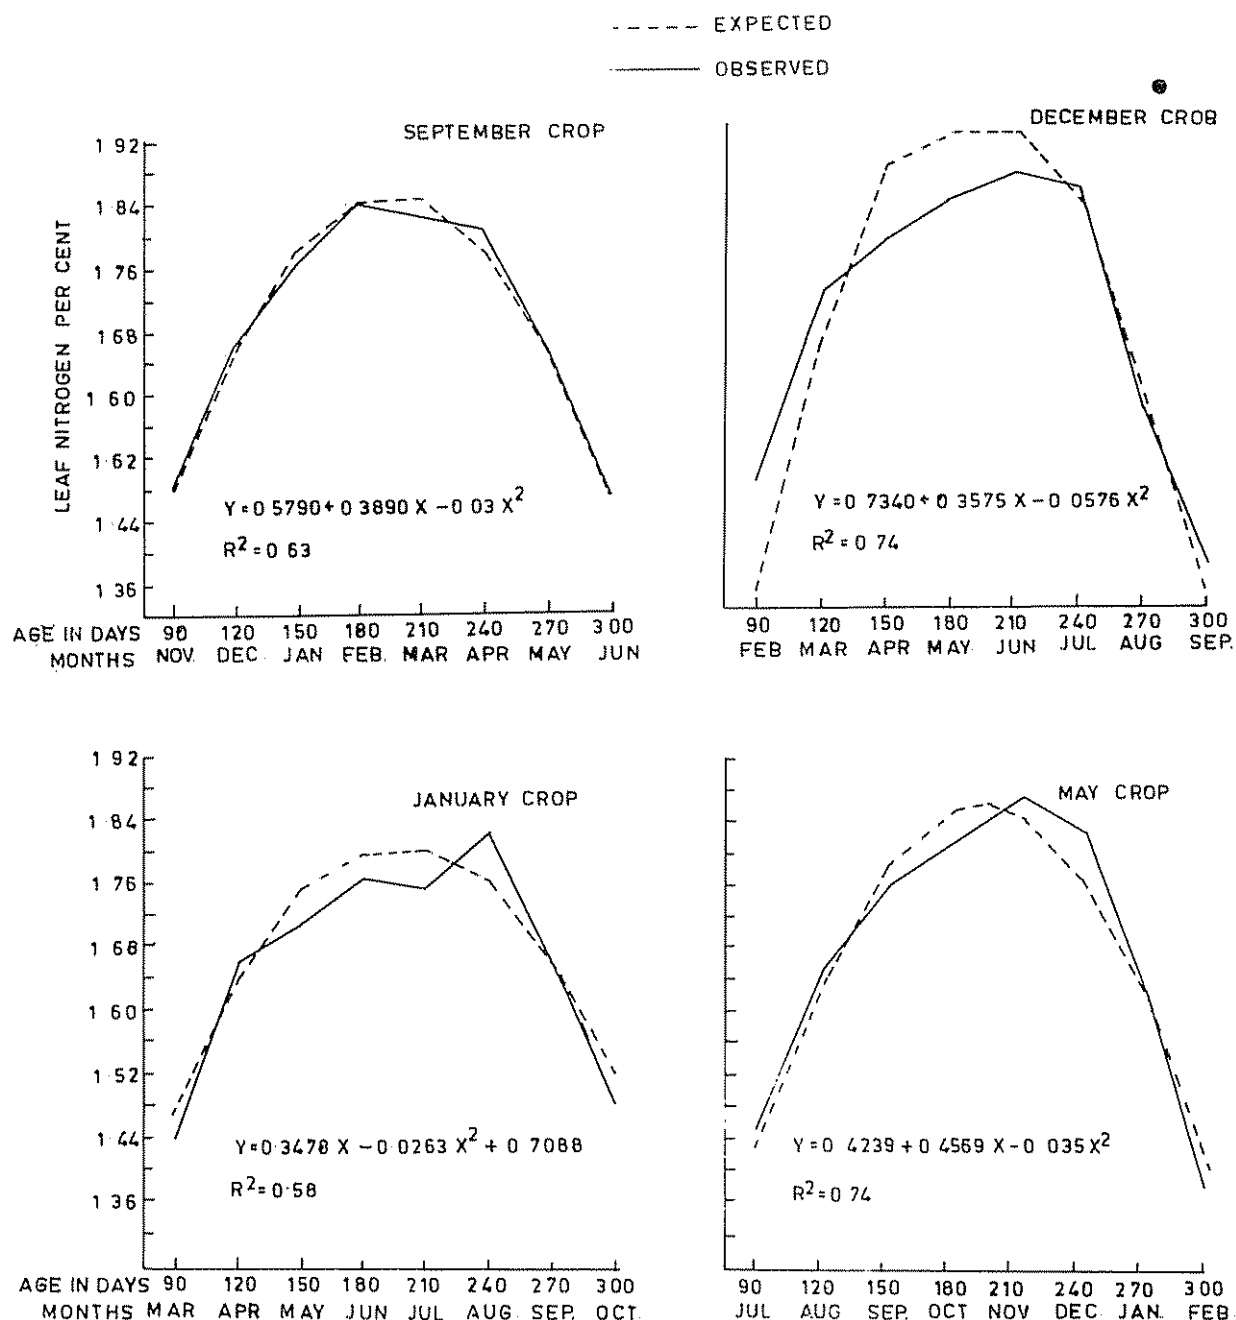 EXPECTED
OBSERVED
SEPTEMBER CROP
LEAF NITROGEN PER CENT
1 92
1 84
1 76
1 68
1 60
1·62
1·44
1 36
Y=0 5790+0 3890 X -0 03 X²
R²=0 63
AGE IN DAYS 90 120 150 180 210 240 270 300
MONTHS NOV. DEC. JAN FEB. MAR APR MAY JUN
DECEMBER CROB
Y=0 7340+0 3575 X-0 0576 X²
R²=0 74
90 120 150 180 210 240 270 300
FEB MAR APR MAY JUN JUL AUG SEP.
JANUARY CROP
1 92
1·84
1 76
1 68
1 60
1·52
1·44
1 36
Y=0·3478 X -0·0263 X² + 0 7088
R²=0·58
AGE IN DAYS 90 120 150 180 210 240 270 300
MONTHS MAR APR MAY JUN JUL AUG. SEP. OCT.
MAY CROP
Y=0 4239+0 4569 X-0 035X²
R²=0 74
90 120 150 180 210 240 270 300
JUL AUG SEP. OCT NOV DEC. JAN. FEB.